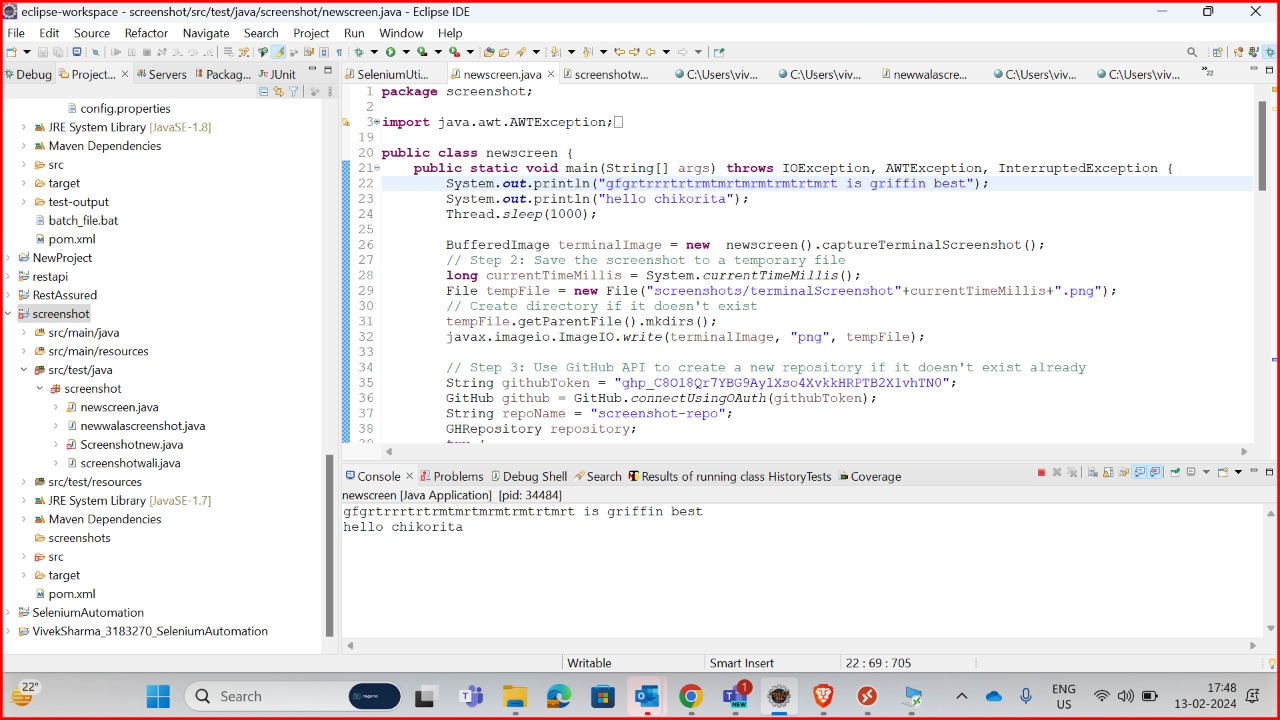 eclipse-workspace - screenshot/src/test/java/screenshot/newscreen.java - Eclipse IDE
File Edit Source Refactor Navigate Search Project Run Window Help
Debug Project... Servers Packag... JUnit
SeleniumUti... newscreen.java screenshotw... C:\Users\viv... C:\Users\viv... newwalascre... C:\Users\viv... C:\Users\viv... »22
config.properties
JRE System Library [JavaSE-1.8]
Maven Dependencies
src
target
test-output
batch_file.bat
pom.xml
NewProject
restapi
RestAssured
screenshot
src/main/java
src/main/resources
src/test/java
screenshot
newscreen.java
newwalascreenshot.java
Screenshotnew.java
screenshotwali.java
src/test/resources
JRE System Library [JavaSE-1.7]
Maven Dependencies
screenshots
src
target
pom.xml
SeleniumAutomation
VivekSharma_3183270_SeleniumAutomation
1 package screenshot;
2
3 import java.awt.AWTException;
19
20 public class newscreen {
21 public static void main(String[] args) throws IOException, AWTException, InterruptedException {
22 System.out.println("gfgrtrrrtrtrmtmrtmrmtrmtrtmrt is griffin best");
23 System.out.println("hello chikorita");
24 Thread.sleep(1000);
25
26 BufferedImage terminalImage = new newscreen().captureTerminalScreenshot();
27 // Step 2: Save the screenshot to a temporary file
28 long currentTimeMillis = System.currentTimeMillis();
29 File tempFile = new File("screenshots/terminalScreenshot"+currentTimeMillis+".png");
30 // Create directory if it doesn't exist
31 tempFile.getParentFile().mkdirs();
32 javax.imageio.ImageIO.write(terminalImage, "png", tempFile);
33
34 // Step 3: Use GitHub API to create a new repository if it doesn't exist already
35 String githubToken =
36 GitHub github = GitHub.connectUsingOAuth(githubToken);
37 String repoName = "screenshot-repo";
38 GHRepository repository;
Console Problems Debug Shell Search Results of running class HistoryTests Coverage
newscreen [Java Application] [pid: 34484]
gfgrtrrrtrtrmtmrtmrmtrmtrtmrt is griffin best
hello chikorita
Writable Smart Insert 22 : 69 : 705
22° Search 1 NEW ENG US 17:48 13-02-2024